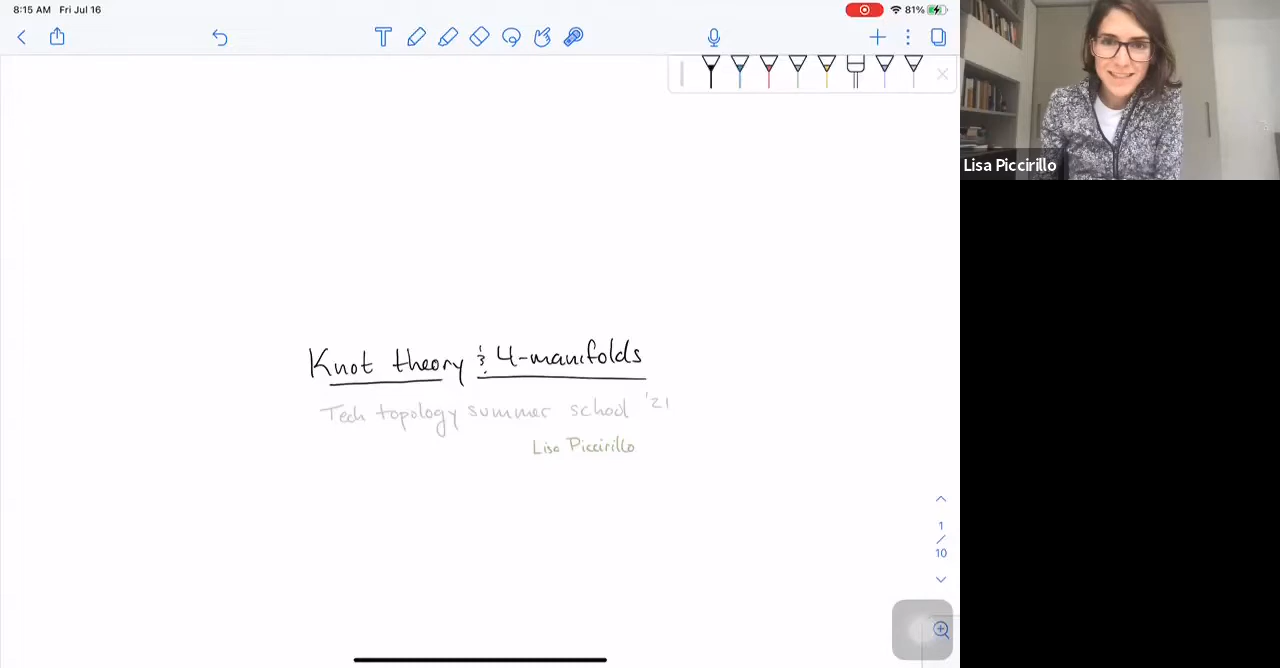 8:15 AM Fri Jul 16
81%
T
Lisa Piccirillo
Knot theory & 4-manifolds
Tech topology summer school '21
Lisa Piccirillo
1
/
10